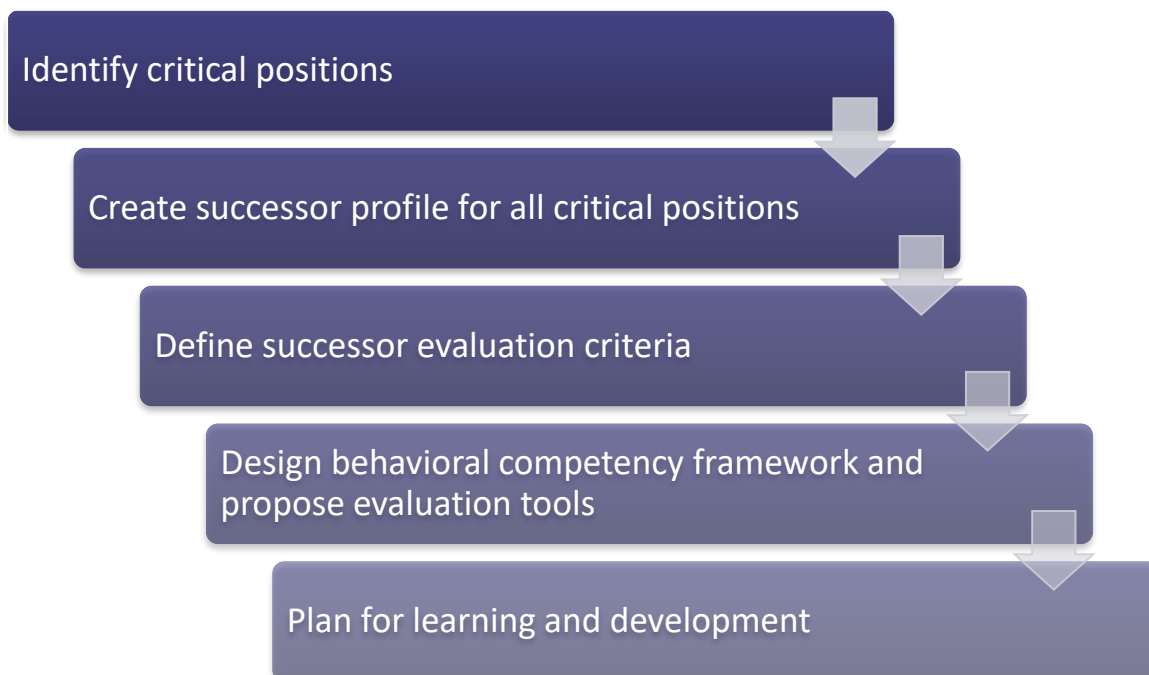 Identify critical positions
Create successor profile for all critical positions
Define successor evaluation criteria
Design behavioral competency framework and
propose evaluation tools
Plan for learning and development